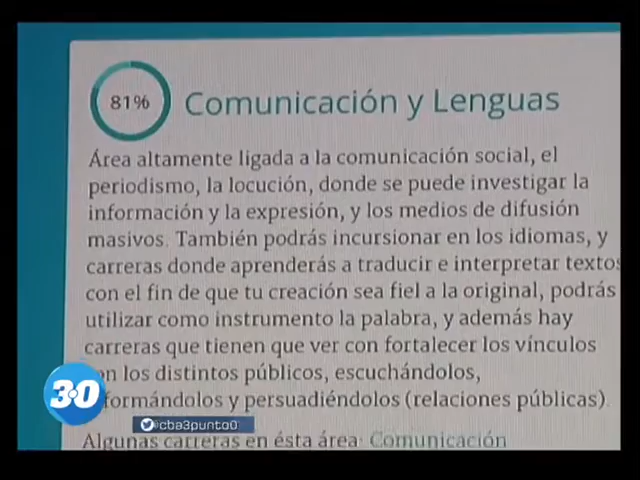 81%
Comunicación y Lenguas
Área altamente ligada a la comunicación social, el
periodismo, la locución, donde se puede investigar la
información y la expresión, y los medios de difusión
masivos. También podrás incursionar en los idiomas, y
carreras donde aprenderás a traducir e interpretar textos
con el fin de que tu creación sea fiel a la original, podrás
utilizar como instrumento la palabra, y además hay
carreras que tienen que ver con fortalecer los vínculos
con los distintos públicos, escuchándolos,
formándolos y persuadiéndolos (relaciones públicas).
3.0
@cba3punto0
Algunas carreras en ésta área: Comunicación